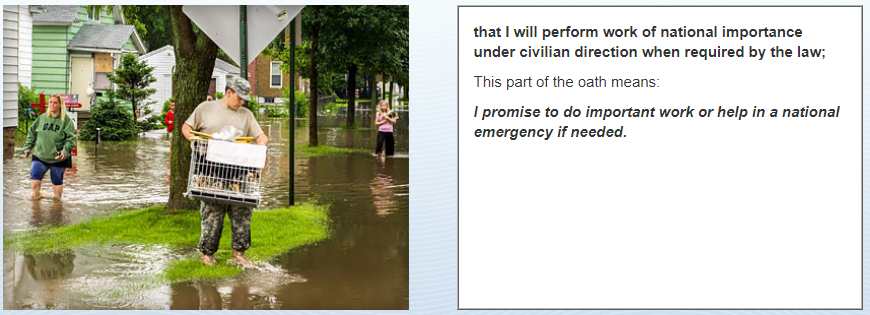 GAP
that I will perform work of national importance
under civilian direction when required by the law;
This part of the oath means:
I promise to do important work or help in a national
emergency if needed.